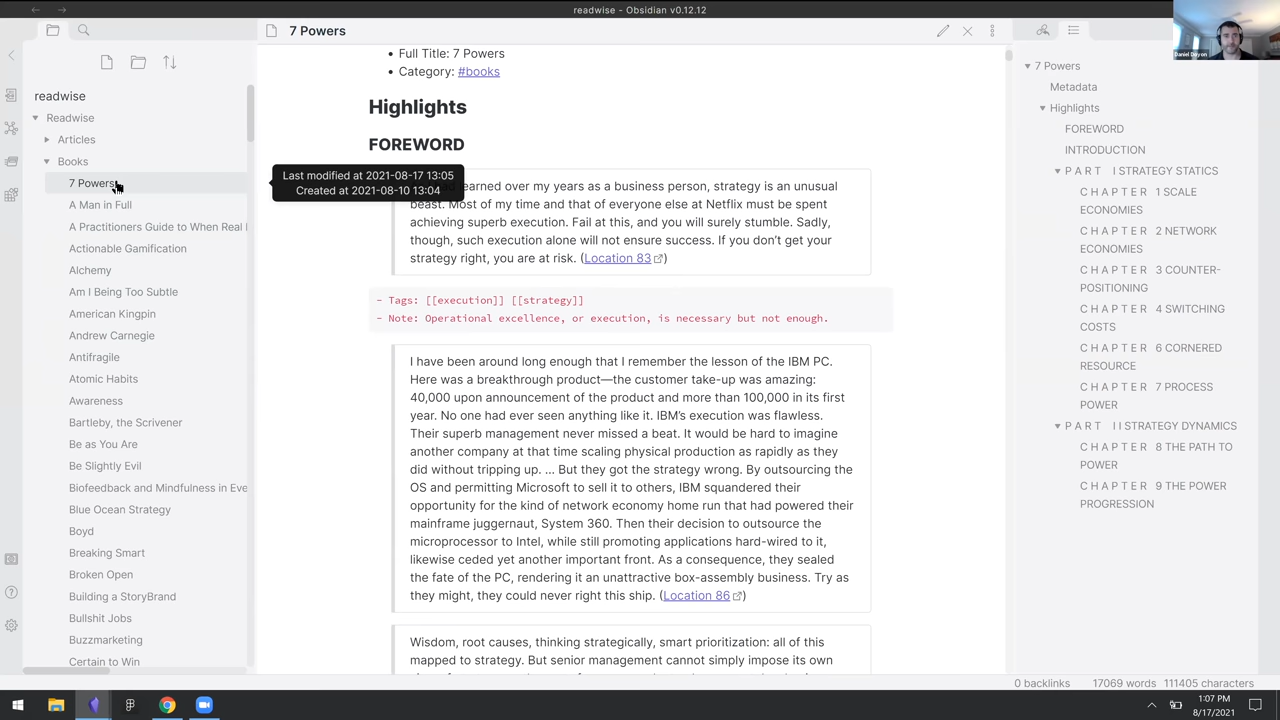 readwise - Obsidian v0.12.12
Daniel Doyon
readwise
Readwise
Articles
Books
7 Powers
A Man in Full
A Practitioners Guide to When Real
Actionable Gamification
Alchemy
Am I Being Too Subtle
American Kingpin
Andrew Carnegie
Antifragile
Atomic Habits
Awareness
Bartleby, the Scrivener
Be as You Are
Be Slightly Evil
Biofeedback and Mindfulness in Eve
Blue Ocean Strategy
Boyd
Breaking Smart
Broken Open
Building a StoryBrand
Bullshit Jobs
Buzzmarketing
Certain to Win
Last modified at 2021-08-17 13:05
Created at 2021-08-10 13:04
7 Powers
• Full Title: 7 Powers
• Category: #books
Highlights
FOREWORD
learned over my years as a business person, strategy is an unusual
beast. Most of my time and that of everyone else at Netflix must be spent
achieving superb execution. Fail at this, and you will surely stumble. Sadly,
though, such execution alone will not ensure success. If you don’t get your
strategy right, you are at risk. (Location 83)
- Tags: [[execution]] [[strategy]]
- Note: Operational excellence, or execution, is necessary but not enough.
I have been around long enough that I remember the lesson of the IBM PC.
Here was a breakthrough product—the customer take-up was amazing:
40,000 upon announcement of the product and more than 100,000 in its first
year. No one had ever seen anything like it. IBM’s execution was flawless.
Their superb management never missed a beat. It would be hard to imagine
another company at that time scaling physical production as rapidly as they
did without tripping up. … But they got the strategy wrong. By outsourcing the
OS and permitting Microsoft to sell it to others, IBM squandered their
opportunity for the kind of network economy home run that had powered their
mainframe juggernaut, System 360. Then their decision to outsource the
microprocessor to Intel, while still promoting applications hard-wired to it,
likewise ceded yet another important front. As a consequence, they sealed
the fate of the PC, rendering it an unattractive box-assembly business. Try as
they might, they could never right this ship. (Location 86)
Wisdom, root causes, thinking strategically, smart prioritization: all of this
mapped to strategy. But senior management cannot simply impose its own
7 Powers
Metadata
Highlights
FOREWORD
INTRODUCTION
P A R T I STRATEGY STATICS
C H A P T E R 1 SCALE
ECONOMIES
C H A P T E R 2 NETWORK
ECONOMIES
C H A P T E R 3 COUNTER-
POSITIONING
C H A P T E R 4 SWITCHING
COSTS
C H A P T E R 6 CORNERED
RESOURCE
C H A P T E R 7 PROCESS
POWER
P A R T I I STRATEGY DYNAMICS
C H A P T E R 8 THE PATH TO
POWER
C H A P T E R 9 THE POWER
PROGRESSION
0 backlinks 17069 words 111405 characters
1:07 PM
8/17/2021